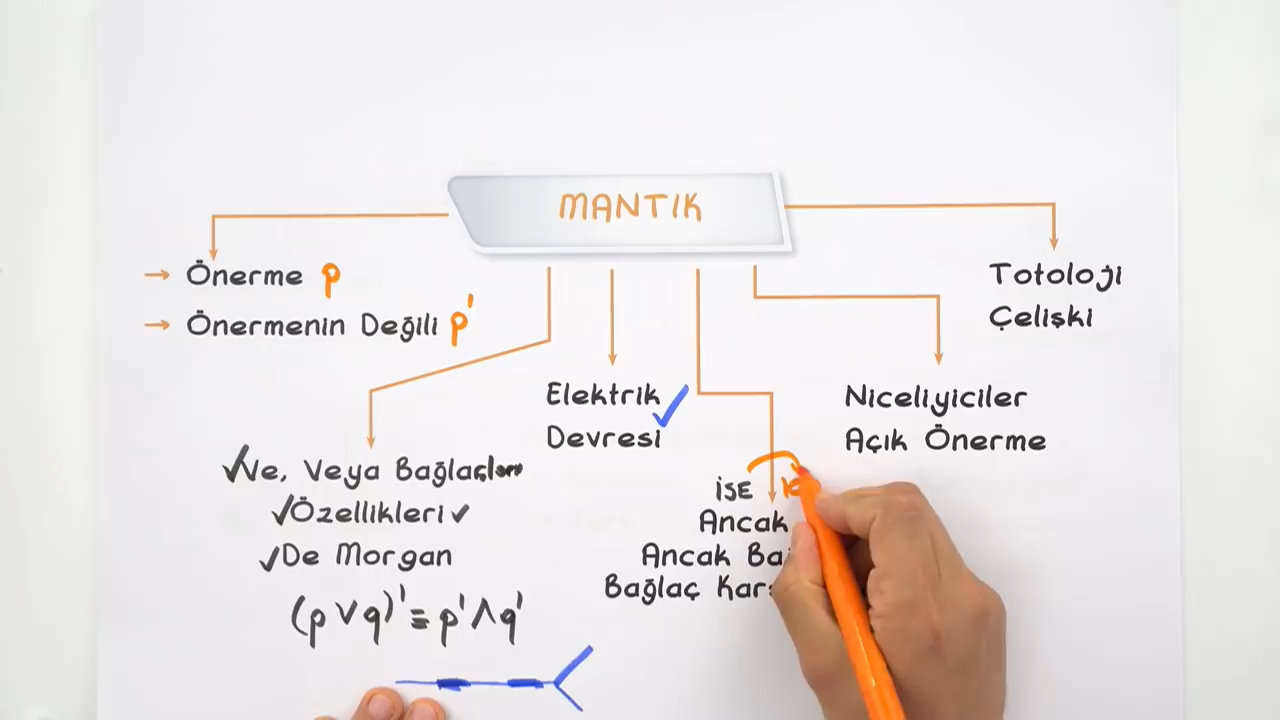 MANTIK
→ Önerme p
→ Önermenin Değili p'
Totoloji
Çelişki
Elektrik ✓
Devresi
Niceliyiciler
Açık Önerme
✓Ve, Veya Bağlaçları
✓Özellikleri ✓
✓De Morgan
(p ∨ q)' ≡ p' ∧ q'
İSE
Ancak
Ancak
Bağlaç